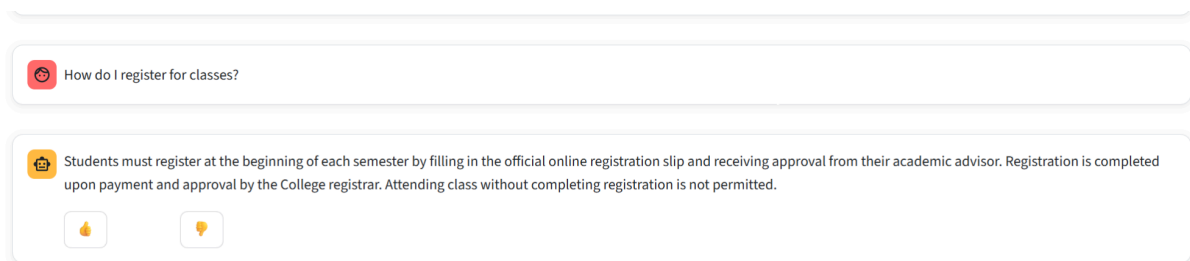 How do I register for classes?
Students must register at the beginning of each semester by filling in the official online registration slip and receiving approval from their academic advisor. Registration is completed
upon payment and approval by the College registrar. Attending class without completing registration is not permitted.